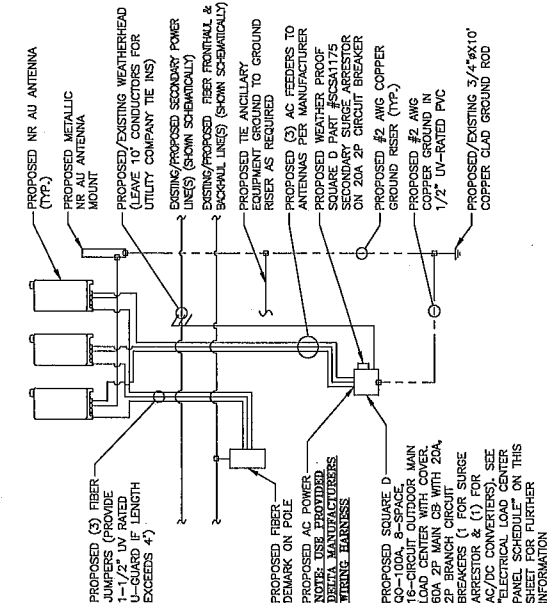 PROPOSED NR AU ANTENNA
(TYP.)
PROPOSED METALLIC
NR AU ANTENNA
MOUNT
PROPOSED/EXISTING WEATHERHEAD
(LEAVE 10' CONDUCTORS FOR
UTILITY COMPANY TIE INS)
EXISTING/PROPOSED SECONDARY POWER
LINE(S) (SHOWN SCHEMATICALLY)
EXISTING/PROPOSED FIBER FRONTHAUL &
BACKHAUL LINE(S) (SHOWN SCHEMATICALLY)
PROPOSED TIE ANCILLARY
EQUIPMENT GROUND TO GROUND
RISER AS REQUIRED
PROPOSED (3) AC FEEDERS TO
ANTENNAS PER MANUFACTURER
PROPOSED WEATHER PROOF
SQUARE D PART #SCSA1175
SECONDARY SURGE ARRESTOR
ON 20A 2P CIRCUIT BREAKER
PROPOSED #2 AWG COPPER
GROUND RISER (TYP.)
PROPOSED #2 AWG
COPPER GROUND IN
1/2" UV-RATED PVC
PROPOSED/EXISTING 3/4"øX10'
COPPER CLAD GROUND ROD
PROPOSED (3) FIBER
JUMPERS (PROVIDE
1-1/2" UV RATED
U-GUARD IF LENGTH
EXCEEDS 4')
PROPOSED FIBER
DEMARK ON POLE
PROPOSED AC POWER
NOTE: USE PROVIDED
DELTA MANUFACTURERS
WIRING HARNESS
PROPOSED SQUARE D
QO-100A, 8-SPACE,
16-CIRCUIT OUTDOOR MAIN
LOAD CENTER WITH COVER.
60A 2P MAIN CB WITH 20A,
2P BRANCH CIRCUIT
BREAKERS (1 FOR SURGE
ARRESTOR & (1) FOR
AC/DC CONVERTERS), SEE
"ELECTRICAL LOAD CENTER
PANEL SCHEDULE" ON THIS
SHEET FOR FURTHER
INFORMATION